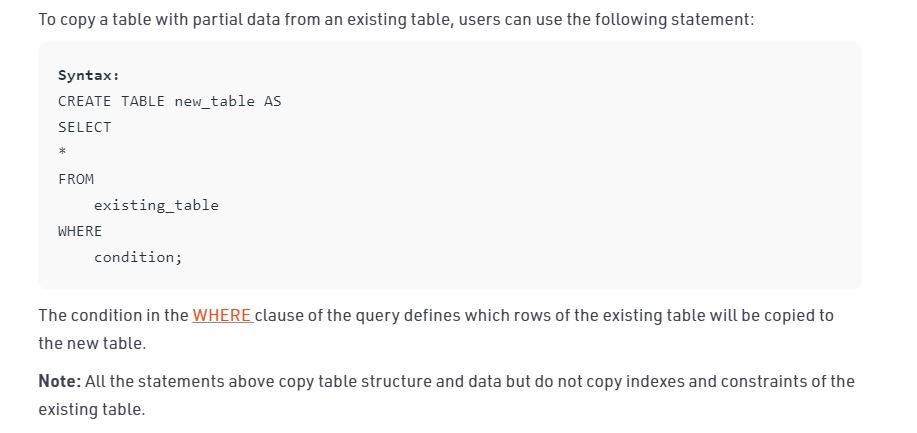 To copy a table with partial data from an existing table, users can use the following statement:
Syntax:
CREATE TABLE new_table AS
SELECT
*
FROM
existing_table
WHERE
condition;
The condition in the WHERE clause of the query defines which rows of the existing table will be copied to
the new table.
Note: All the statements above copy table structure and data but do not copy indexes and constraints of the
existing table.